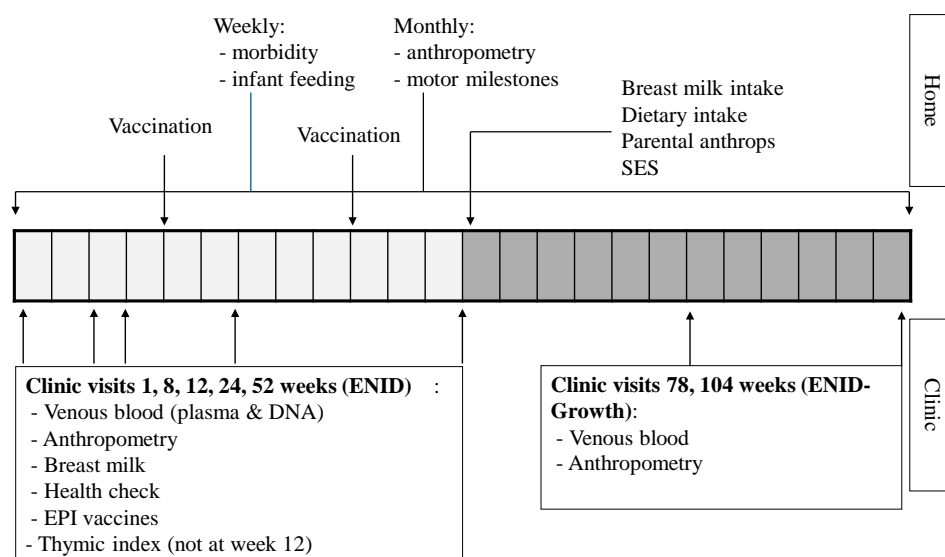 Weekly:
- morbidity
- infant feeding
Monthly:
- anthropometry
- motor milestones
Breast milk intake
Dietary intake
Parental anthrops
SES
Home
Vaccination
Vaccination
Clinic visits 1, 8, 12, 24, 52 weeks (ENID) :
- Venous blood (plasma & DNA)
- Anthropometry
- Breast milk
- Health check
- EPI vaccines
- Thymic index (not at week 12)
Clinic visits 78, 104 weeks (ENID-
Growth):
- Venous blood
- Anthropometry
Clinic